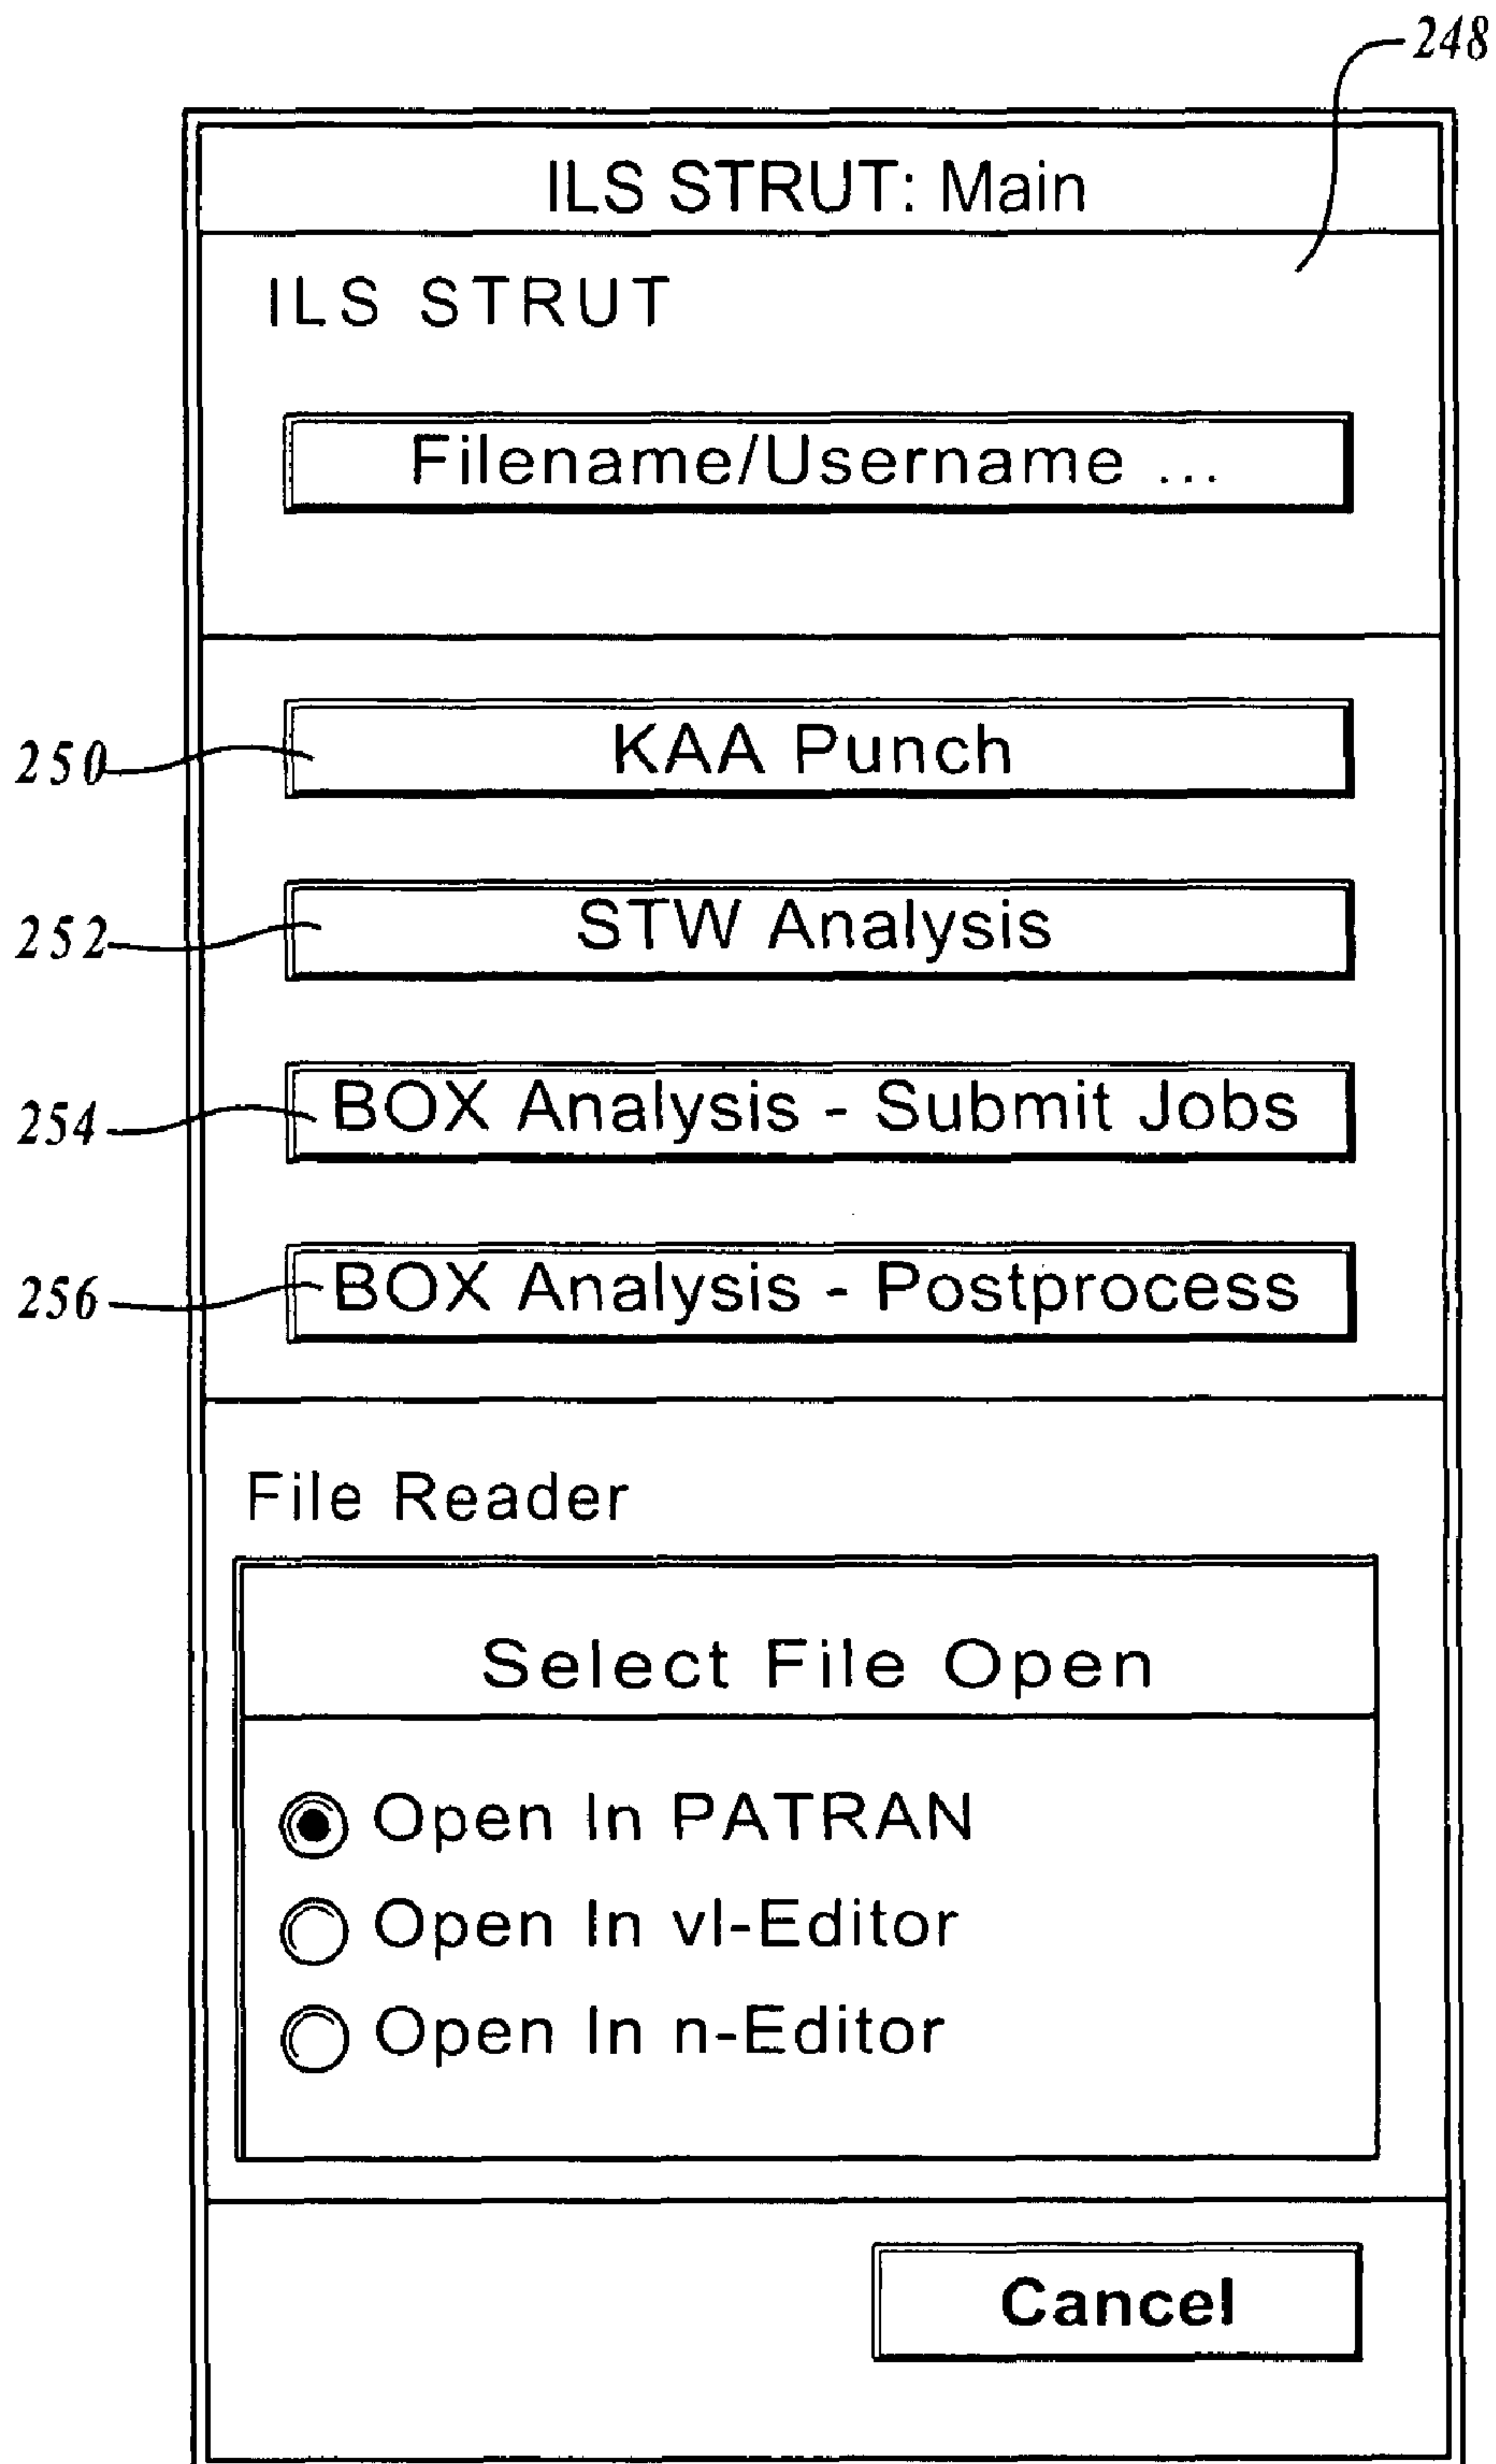 248
ILS STRUT: Main
ILS STRUT
Filename/Username ...
250
KAA Punch
252
STW Analysis
254
BOX Analysis - Submit Jobs
256
BOX Analysis - Postprocess
File Reader
Select File Open
Open In PATRAN
Open In vl-Editor
Open In n-Editor
Cancel